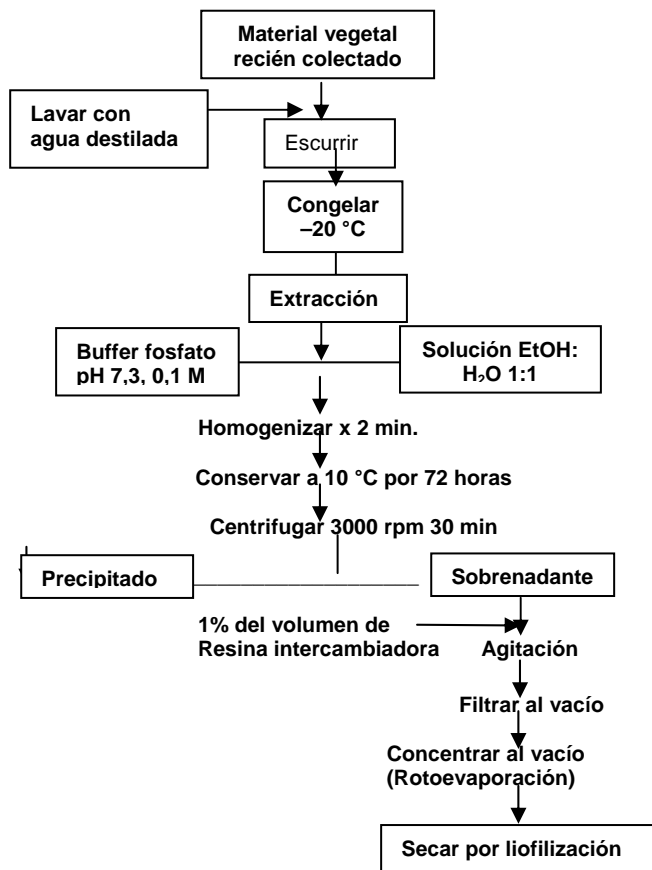 Material vegetal
recién colectado
Lavar con
agua destilada
Escurrir
Congelar
–20 °C
Extracción
Buffer fosfato
pH 7,3, 0,1 M
Solución EtOH:
H₂O 1:1
Homogenizar x 2 min.
Conservar a 10 °C por 72 horas
Centrifugar 3000 rpm 30 min
Precipitado
Sobrenadante
1% del volumen de
Resina intercambiadora
Agitación
Filtrar al vacío
Concentrar al vacío
(Rotoevaporación)
Secar por liofilización